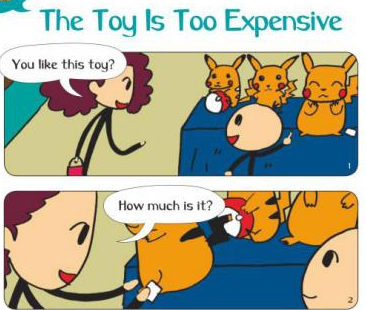 The Toy Is Too Expensive
You like this toy?
1
How much is it?
2